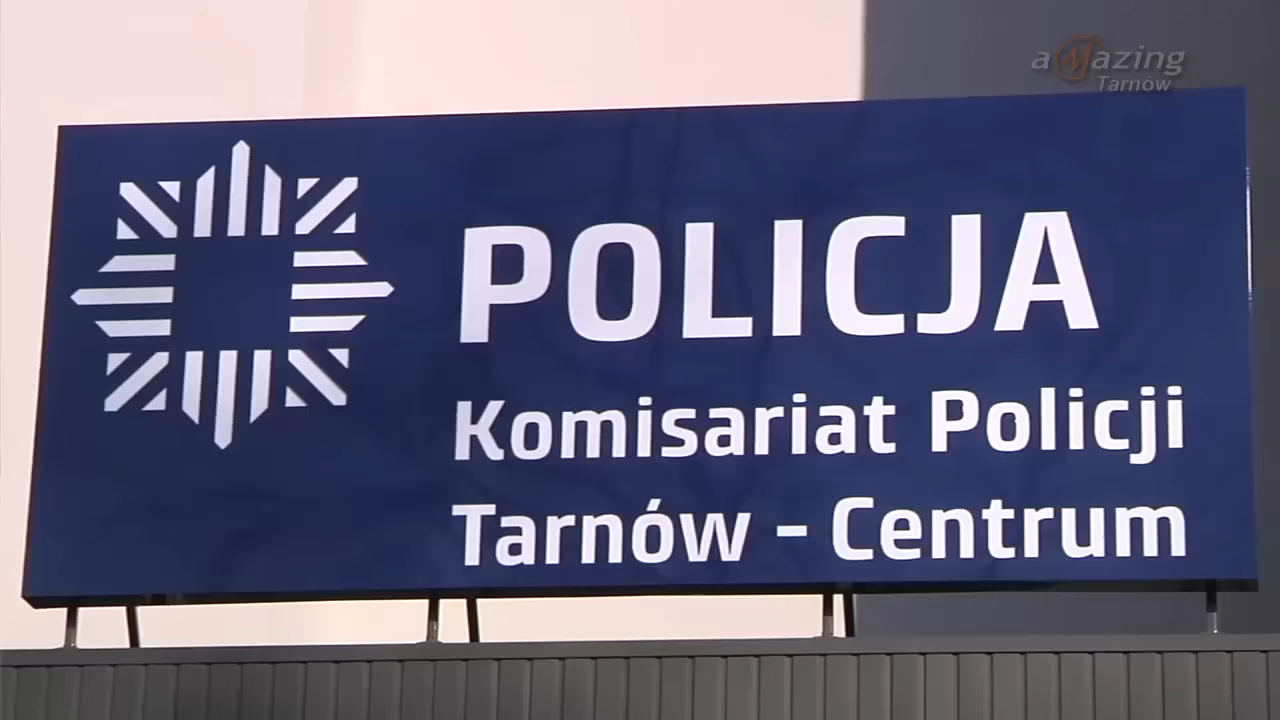 aMazing
Tarnów
POLICJA
Komisariat Policji
Tarnów - Centrum